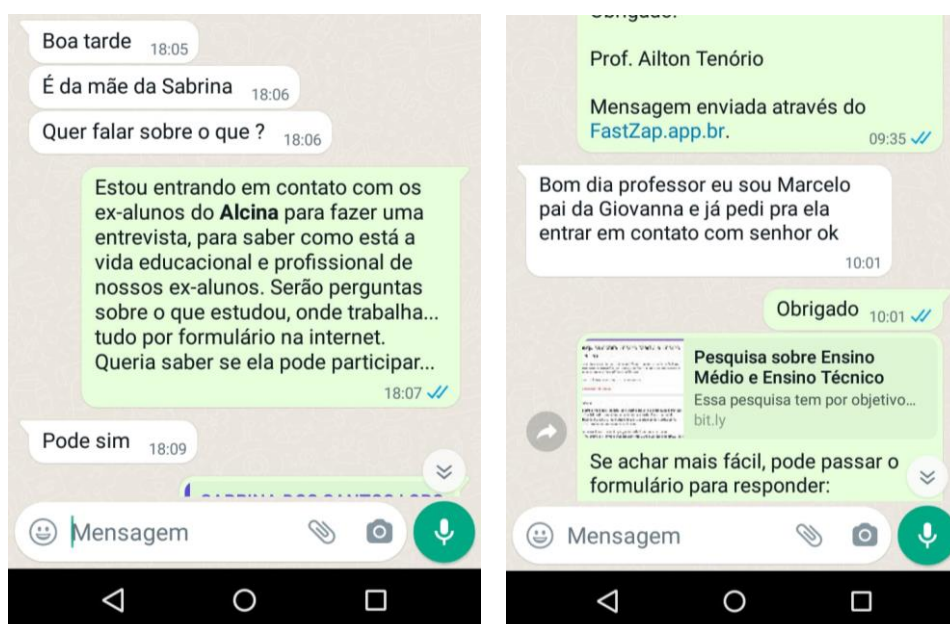 Boa tarde 18:05
É da mãe da Sabrina 18:06
Quer falar sobre o que ? 18:06
Estou entrando em contato com os
ex-alunos do Alcina para fazer uma
entrevista, para saber como está a
vida educacional e profissional de
nossos ex-alunos. Serão perguntas
sobre o que estudou, onde trabalha...
tudo por formulário na internet.
Queria saber se ela pode participar...
18:07
Pode sim 18:09
Mensagem
Prof. Ailton Tenório
Mensagem enviada através do
FastZap.app.br.
09:35
Bom dia professor eu sou Marcelo
pai da Giovanna e já pedi pra ela
entrar em contato com senhor ok
10:01
Obrigado 10:01
Pesquisa sobre Ensino
Médio e Ensino Técnico
Essa pesquisa tem por objetivo...
bit.ly
Se achar mais fácil, pode passar o
formulário para responder:
Mensagem